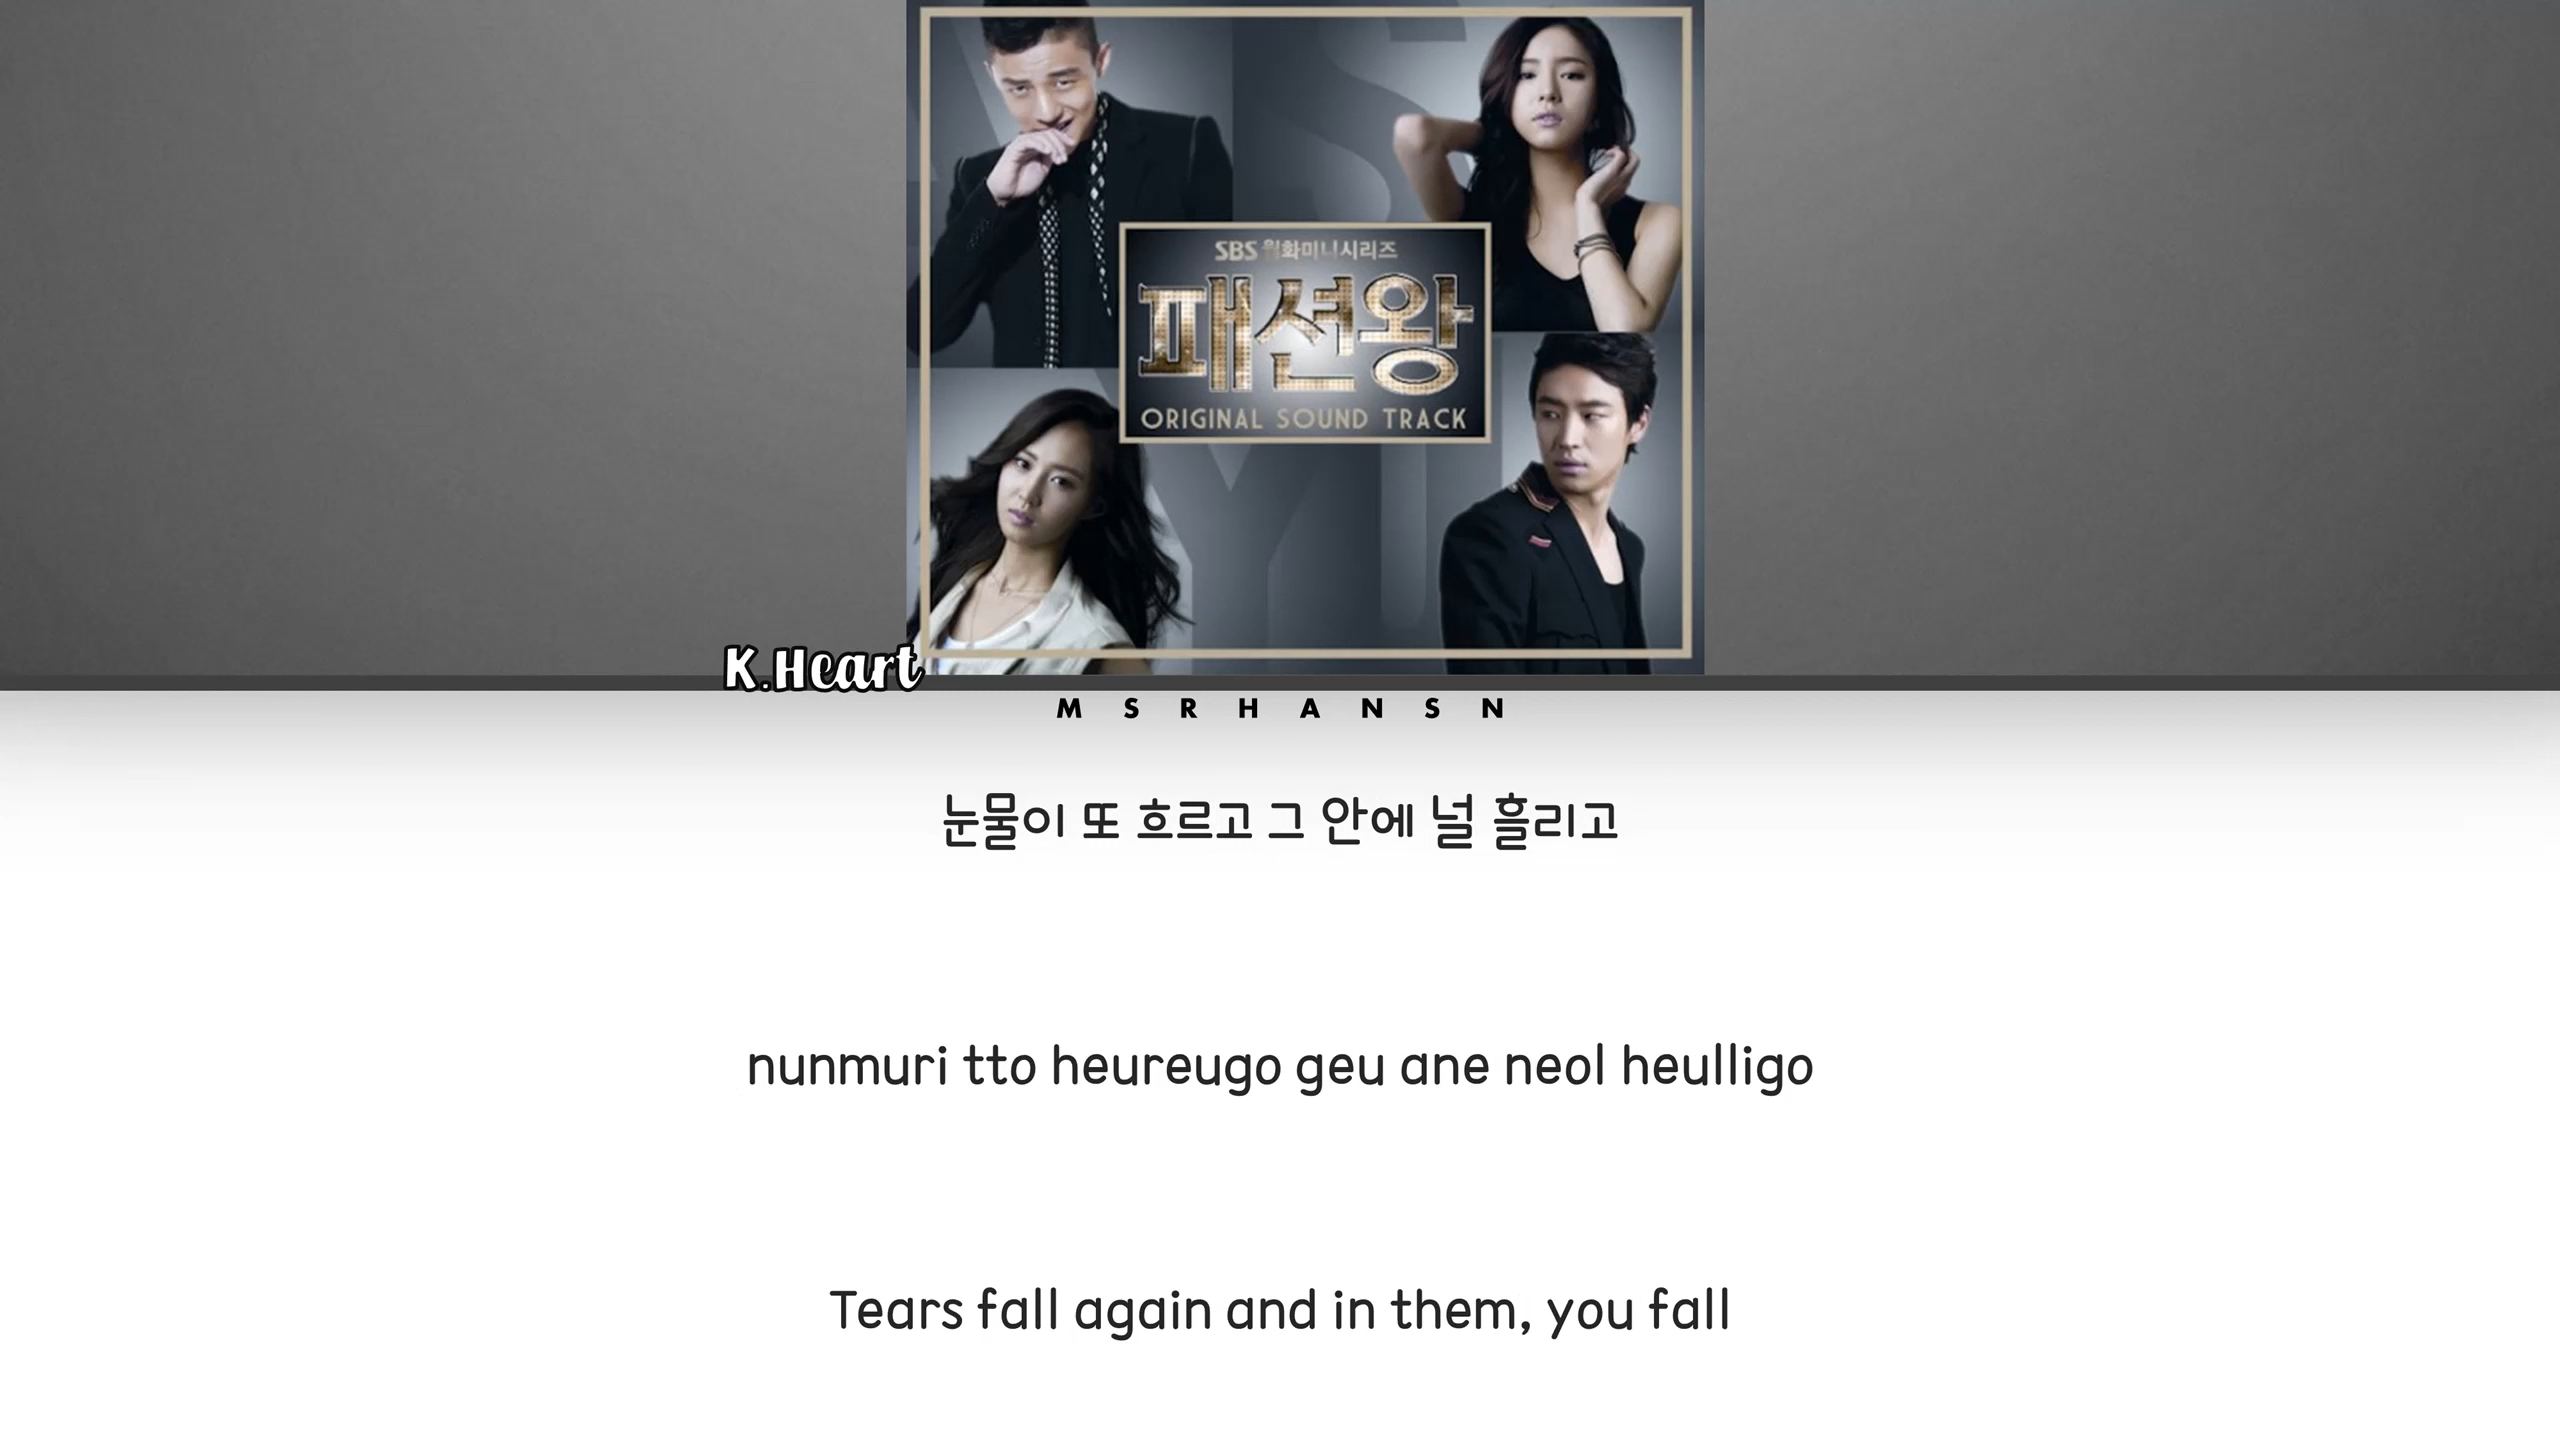 SBS 월화미니시리즈
패션왕
ORIGINAL SOUND TRACK
K.Heart
MSRHANSN
눈물이 또 흐르고 그 안에 널 흘리고
nunmuri tto heureugo geu ane neol heulligo
Tears fall again and in them, you fall